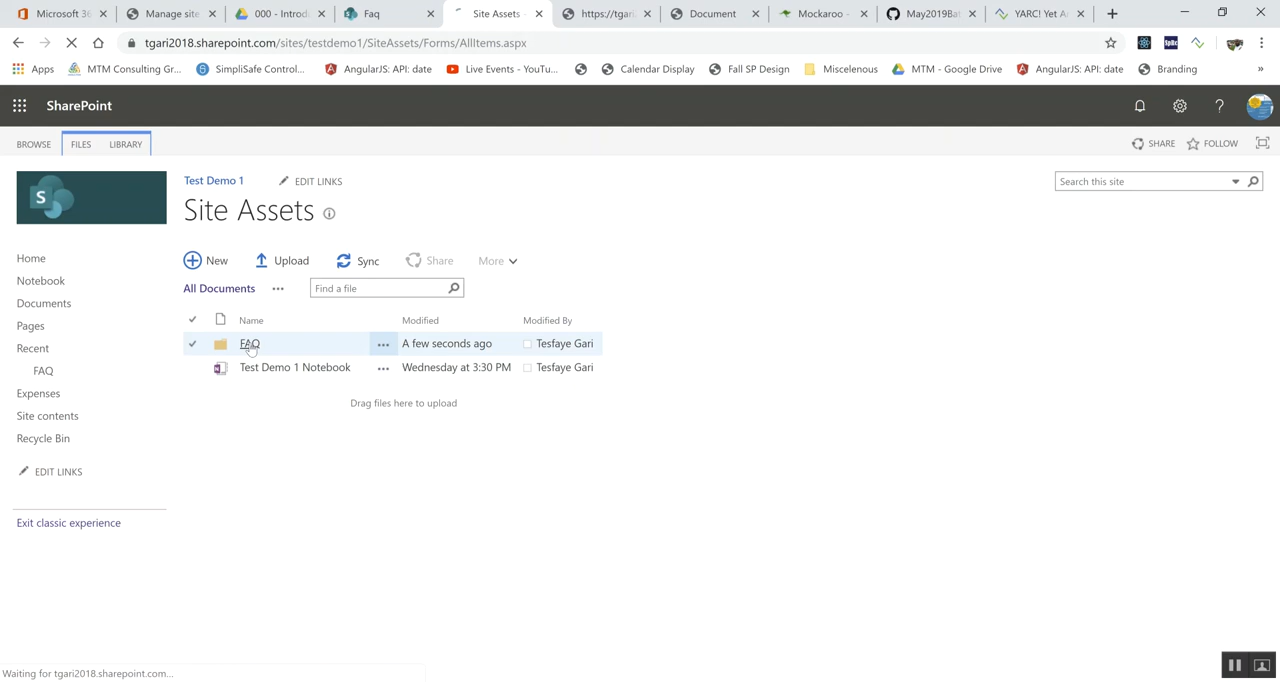 Microsoft 36
Manage site
000 - Introd
Faq
Site Assets -
https://tgari
Document
Mockaroo -
May2019Bat
YARC! Yet A
tgari2018.sharepoint.com/sites/testdemo1/SiteAssets/Forms/AllItems.aspx
Apps
MTM Consulting Gr...
SimpliSafe Control...
AngularJS: API: date
Live Events - YouTu...
Calendar Display
Fall SP Design
Miscelenous
MTM - Google Drive
AngularJS: API: date
Branding
»
SharePoint
?
BROWSE
FILES
LIBRARY
SHARE
FOLLOW
S
Test Demo 1
EDIT LINKS
Search this site
Site Assets
Home
Notebook
Documents
Pages
Recent
FAQ
Expenses
Site contents
Recycle Bin
EDIT LINKS
Exit classic experience
New
Upload
Sync
Share
More
All Documents
Find a file
Name
Modified
Modified By
FAQ
A few seconds ago
Tesfaye Gari
Test Demo 1 Notebook
Wednesday at 3:30 PM
Tesfaye Gari
Drag files here to upload
Waiting for tgari2018.sharepoint.com...